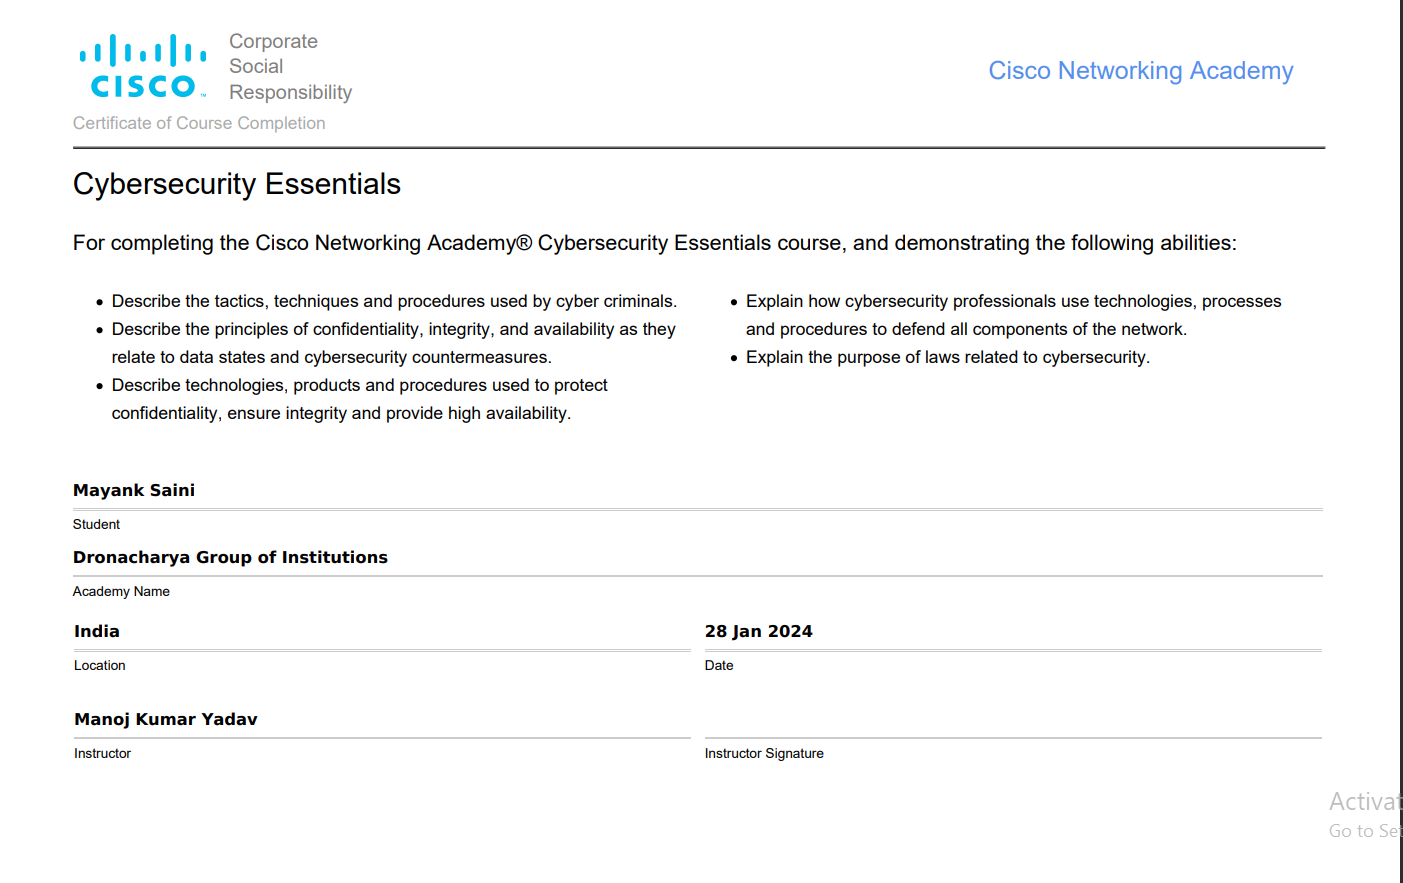 CISCO
Corporate
Social
Responsibility
Certificate of Course Completion
Cisco Networking Academy
Cybersecurity Essentials
For completing the Cisco Networking Academy® Cybersecurity Essentials course, and demonstrating the following abilities:
• Describe the tactics, techniques and procedures used by cyber criminals.
• Describe the principles of confidentiality, integrity, and availability as they
relate to data states and cybersecurity countermeasures.
• Describe technologies, products and procedures used to protect
confidentiality, ensure integrity and provide high availability.
• Explain how cybersecurity professionals use technologies, processes
and procedures to defend all components of the network.
• Explain the purpose of laws related to cybersecurity.
Mayank Saini
Student
Dronacharya Group of Institutions
Academy Name
India
Location
28 Jan 2024
Date
Manoj Kumar Yadav
Instructor
Instructor Signature
Activat
Go to Set